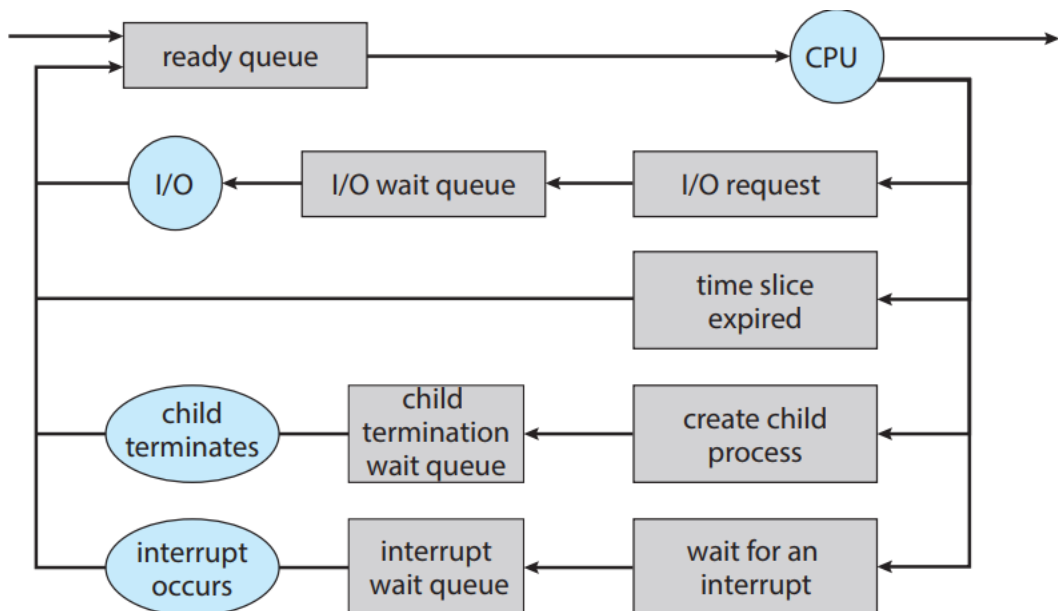 ready queue
CPU
I/O
I/O wait queue
I/O request
time slice
expired
child
terminates
child
termination
wait queue
create child
process
interrupt
occurs
interrupt
wait queue
wait for an
interrupt